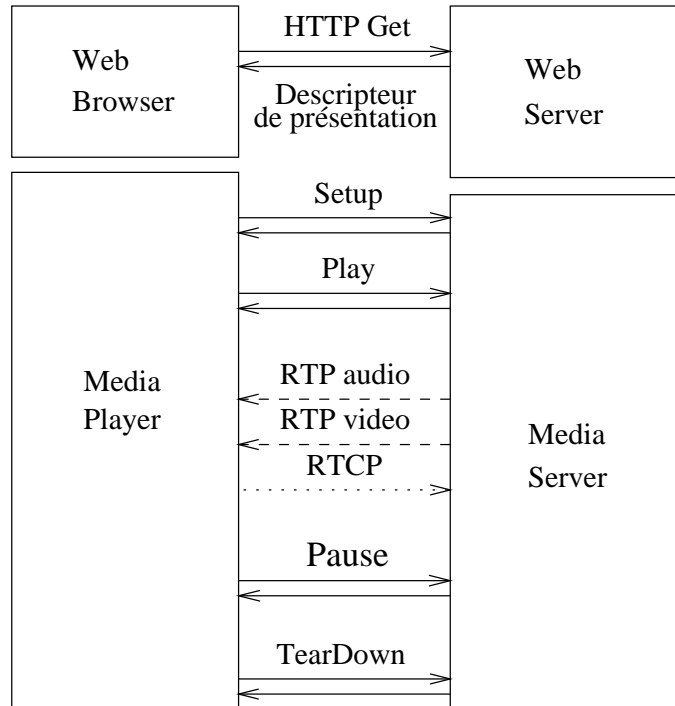 HTTP Get
Web
Browser
Descripteur
de présentation
Web
Server
Setup
Play
RTP audio
RTP video
RTCP
Media
Player
Media
Server
Pause
TearDown